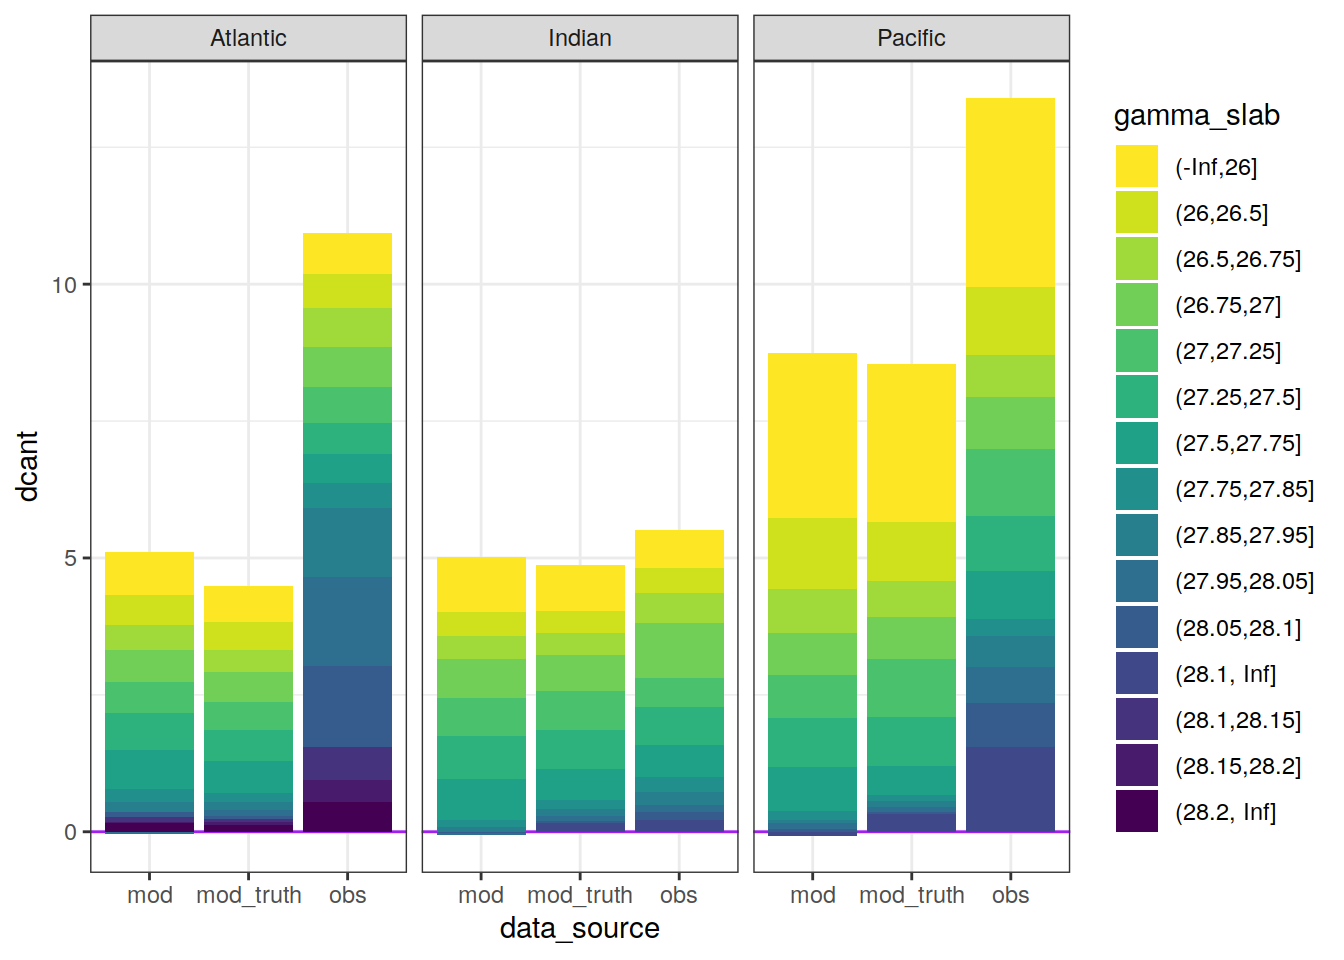 Atlantic Indian Pacific
dcant
10
5
0
mod mod_truth obs mod mod_truth obs mod mod_truth obs
data_source
gamma_slab
(-Inf,26]
(26,26.5]
(26.5,26.75]
(26.75,27]
(27,27.25]
(27.25,27.5]
(27.5,27.75]
(27.75,27.85]
(27.85,27.95]
(27.95,28.05]
(28.05,28.1]
(28.1, Inf]
(28.1,28.15]
(28.15,28.2]
(28.2, Inf]